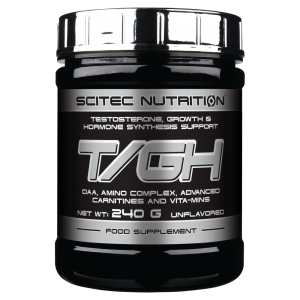 SCITEC NUTRITION
TESTOSTERONE, GROWTH &
HORMONE SYNTHESIS SUPPORT
T/GH
DAA, AMINO COMPLEX, ADVANCED
CARNITINES AND VITA-MINS
NET WT: 240 G UNFLAVORED
FOOD SUPPLEMENT